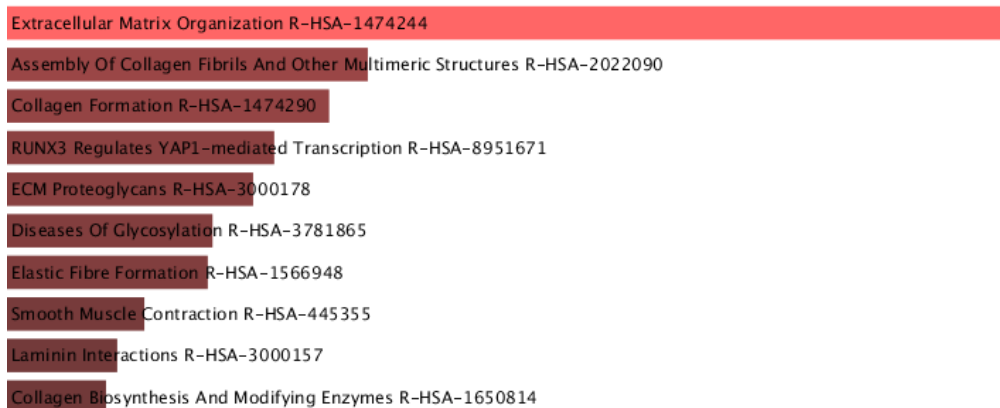 Extracellular Matrix Organization R-HSA-1474244
Assembly Of Collagen Fibrils And Other Multimeric Structures R-HSA-2022090
Collagen Formation R-HSA-1474290
RUNX3 Regulates YAP1-mediated Transcription R-HSA-8951671
ECM Proteoglycans R-HSA-3000178
Diseases Of Glycosylation R-HSA-3781865
Elastic Fibre Formation R-HSA-1566948
Smooth Muscle Contraction R-HSA-445355
Laminin Interactions R-HSA-3000157
Collagen Biosynthesis And Modifying Enzymes R-HSA-1650814